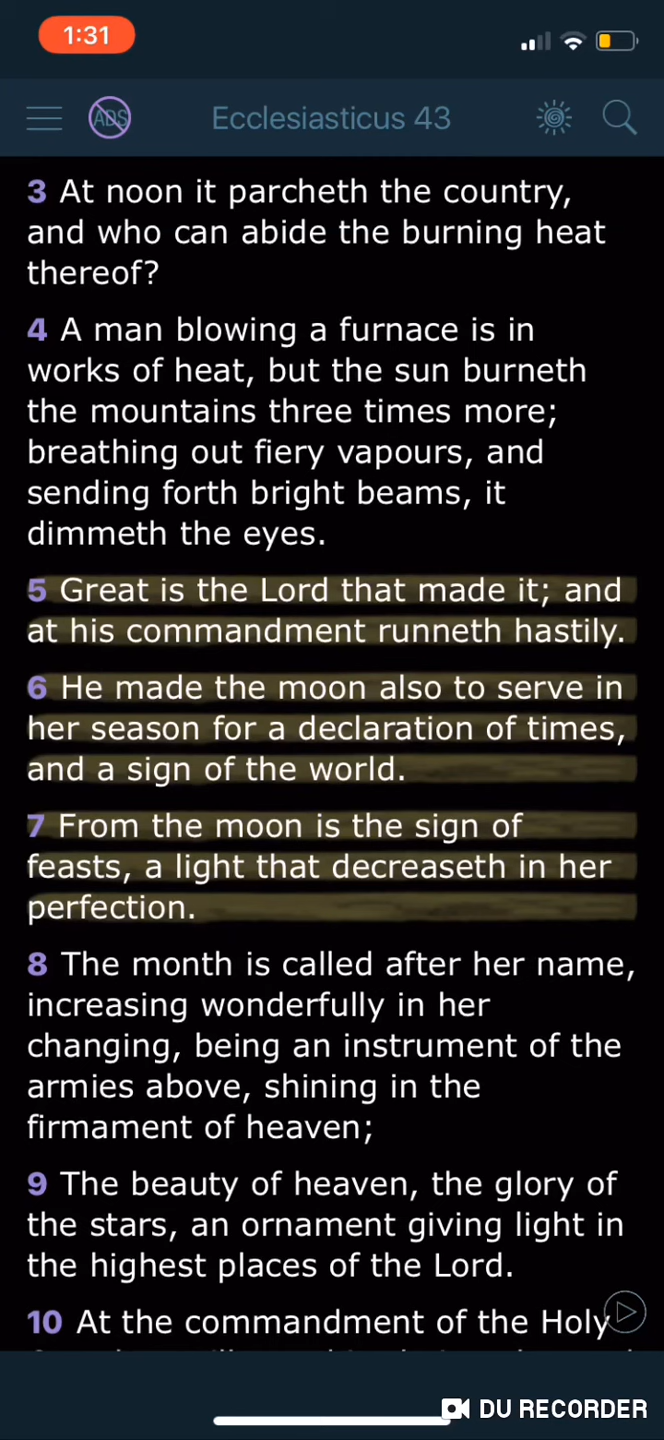 1:31
ADS
Ecclesiasticus 43
3 At noon it parcheth the country,
and who can abide the burning heat
thereof?
4 A man blowing a furnace is in
works of heat, but the sun burneth
the mountains three times more;
breathing out fiery vapours, and
sending forth bright beams, it
dimmeth the eyes.
5 Great is the Lord that made it; and
at his commandment runneth hastily.
6 He made the moon also to serve in
her season for a declaration of times,
and a sign of the world.
7 From the moon is the sign of
feasts, a light that decreaseth in her
perfection.
8 The month is called after her name,
increasing wonderfully in her
changing, being an instrument of the
armies above, shining in the
firmament of heaven;
9 The beauty of heaven, the glory of
the stars, an ornament giving light in
the highest places of the Lord.
10 At the commandment of the Holy
DU RECORDER